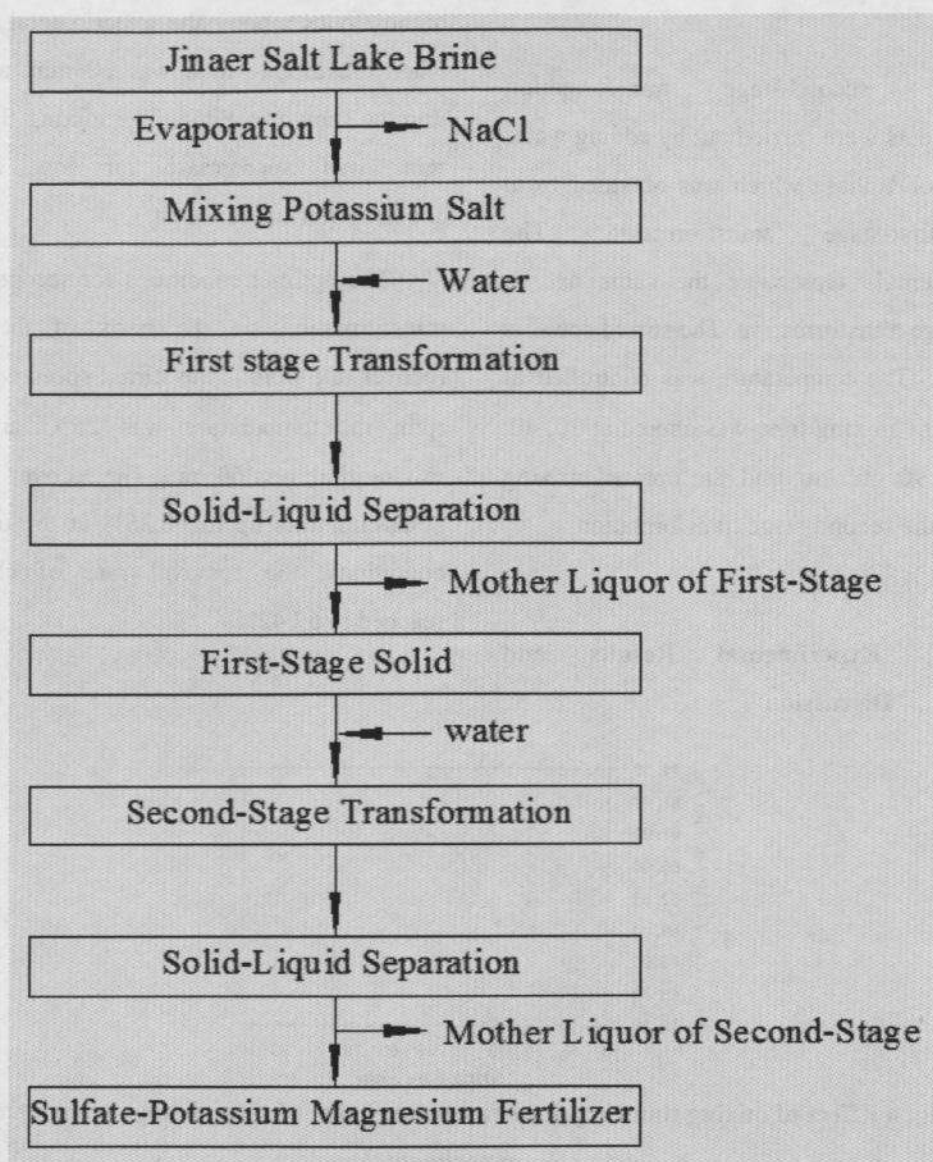 Jinaer Salt Lake Brine
Evaporation
NaCl
Mixing Potassium Salt
Water
First stage Transformation
Solid-Liquid Separation
Mother Liquor of First-Stage
First-Stage Solid
water
Second-Stage Transformation
Solid-Liquid Separation
Mother Liquor of Second-Stage
Sulfate-Potassium Magnesium Fertilizer